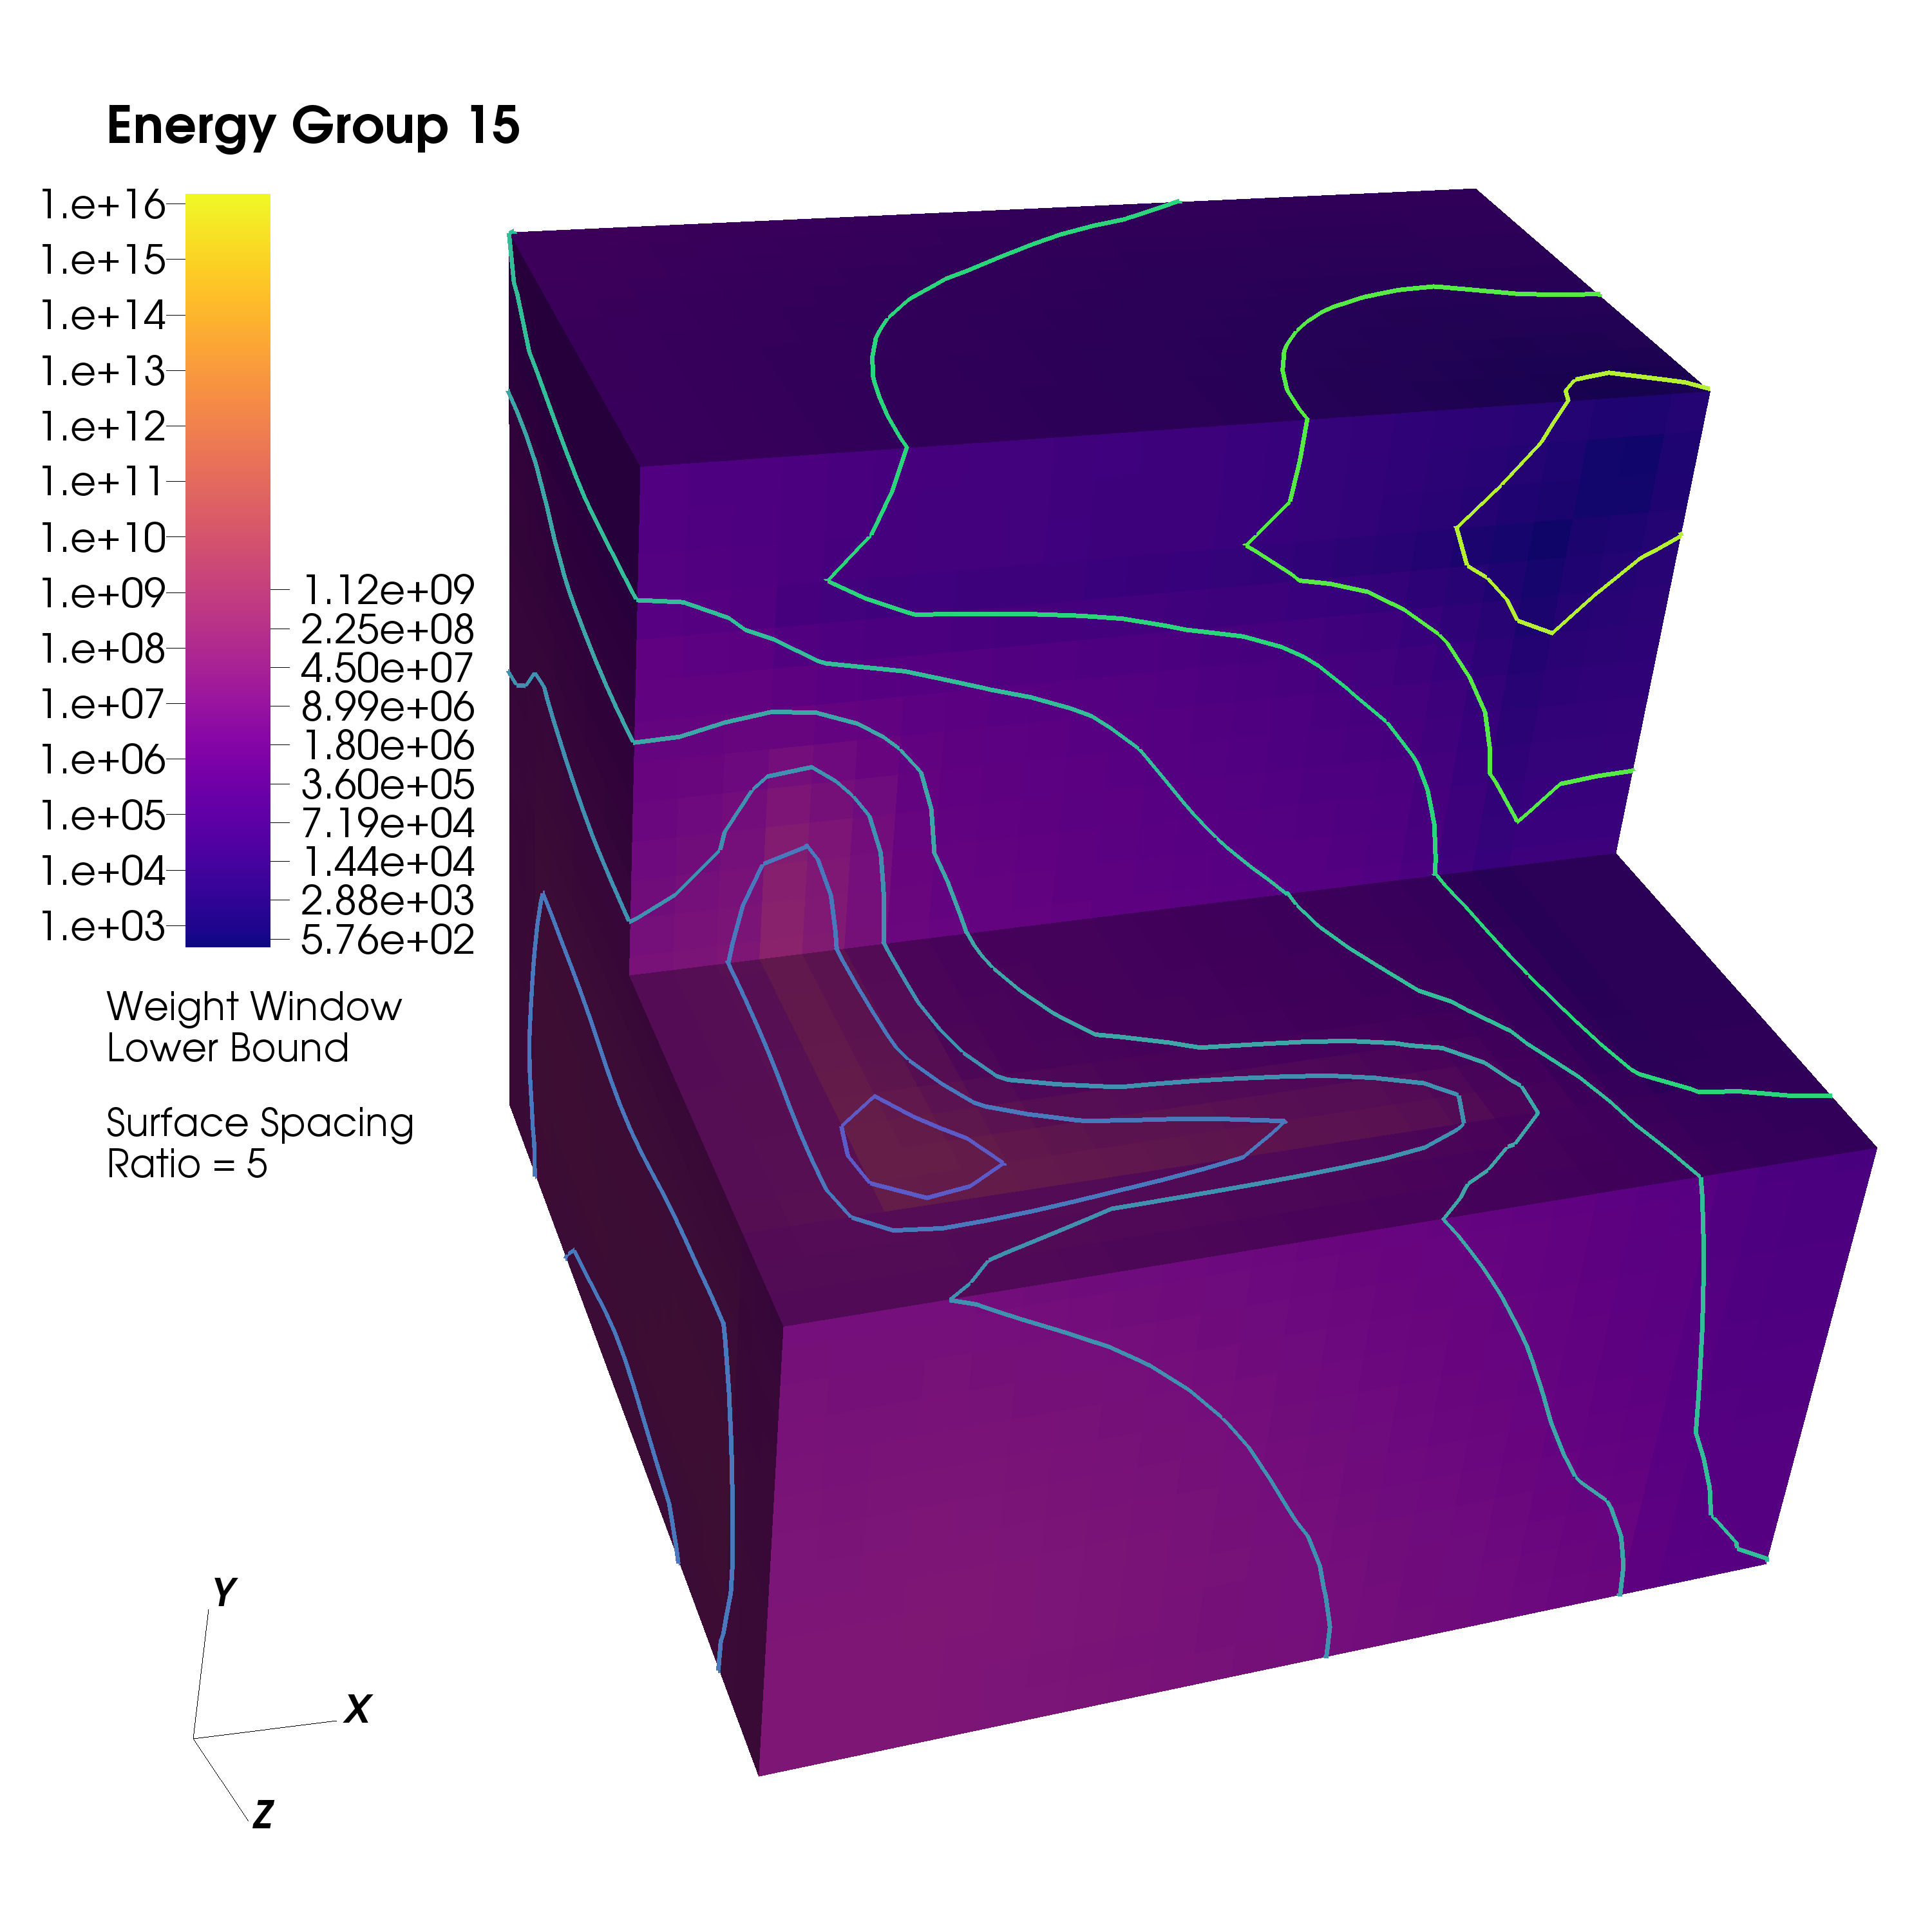 Energy Group 15
1.e+16
1.e+15
1.e+14
1.e+13
1.e+12
1.e+11
1.e+10
1.e+09
1.e+08
1.e+07
1.e+06
1.e+05
1.e+04
1.e+03
1.12e+09
2.25e+08
4.50e+07
8.99e+06
1.80e+06
3.60e+05
7.19e+04
1.44e+04
2.88e+03
5.76e+02
Weight Window
Lower Bound
Surface Spacing
Ratio = 5
Y
X
Z